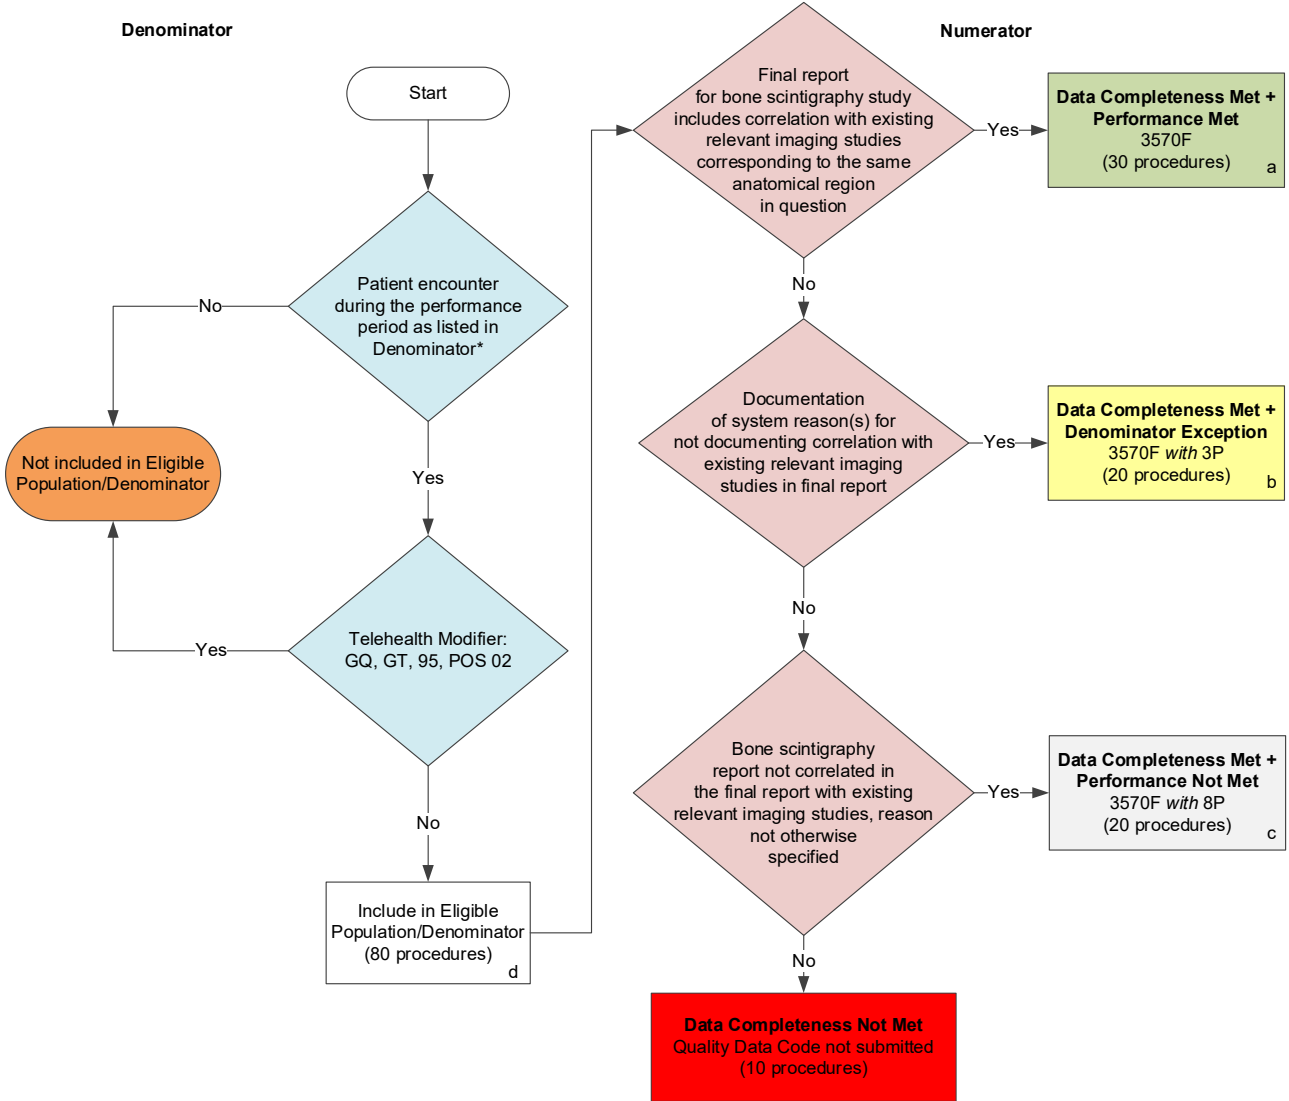 Denominator
Start
Patient encounter
during the performance
period as listed in
Denominator*
No
Not included in Eligible
Population/Denominator
Yes
Telehealth Modifier:
GQ, GT, 95, POS 02
Yes
No
Include in Eligible
Population/Denominator
(80 procedures)
d
Numerator
Final report
for bone scintigraphy study
includes correlation with existing
relevant imaging studies
corresponding to the same
anatomical region
in question
Yes
Data Completeness Met +
Performance Met
3570F
(30 procedures)
a
No
Documentation
of system reason(s) for
not documenting correlation with
existing relevant imaging
studies in final report
Yes
Data Completeness Met +
Denominator Exception
3570F with 3P
(20 procedures)
b
No
Bone scintigraphy
report not correlated in
the final report with existing
relevant imaging studies, reason
not otherwise
specified
Yes
Data Completeness Met +
Performance Not Met
3570F with 8P
(20 procedures)
c
No
Data Completeness Not Met
Quality Data Code not submitted
(10 procedures)